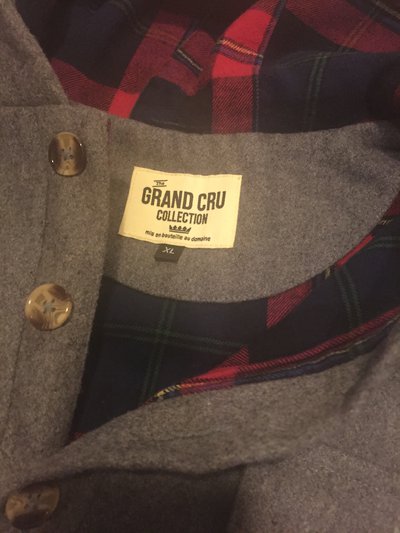 The
GRAND CRU
COLLECTION
mis en bouteille au domaine
XL